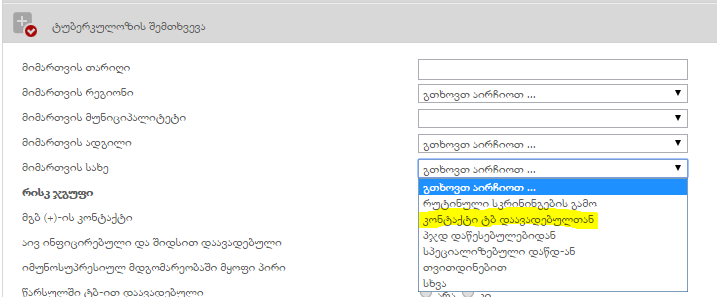 ტუბერკულოზის შემთხვევა
მიმართვის თარიღი
მიმართვის რეგიონი გთხოვთ აირჩიოთ ...
მიმართვის მუნიციპალიტეტი
მიმართვის ადგილი გთხოვთ აირჩიოთ ...
მიმართვის სახე გთხოვთ აირჩიოთ ...
რისკ ჯგუფი გთხოვთ აირჩიოთ ...
რუტინული სკრინინგების გამო
მგბ (+)-ის კონტაქტი კონტაქტი ტბ დაავადებულთან
პჯდ დაწესებულებიდან
აივ ინფიცირებული და შიდსით დაავადებული სპეციალიზებული დაწდ-ან
იმუნოსუპრესიულ მდგომარეობაში მყოფი პირი თვითდინებით
სხვა
წარსულში ტბ-ით დაავადებული არა კი